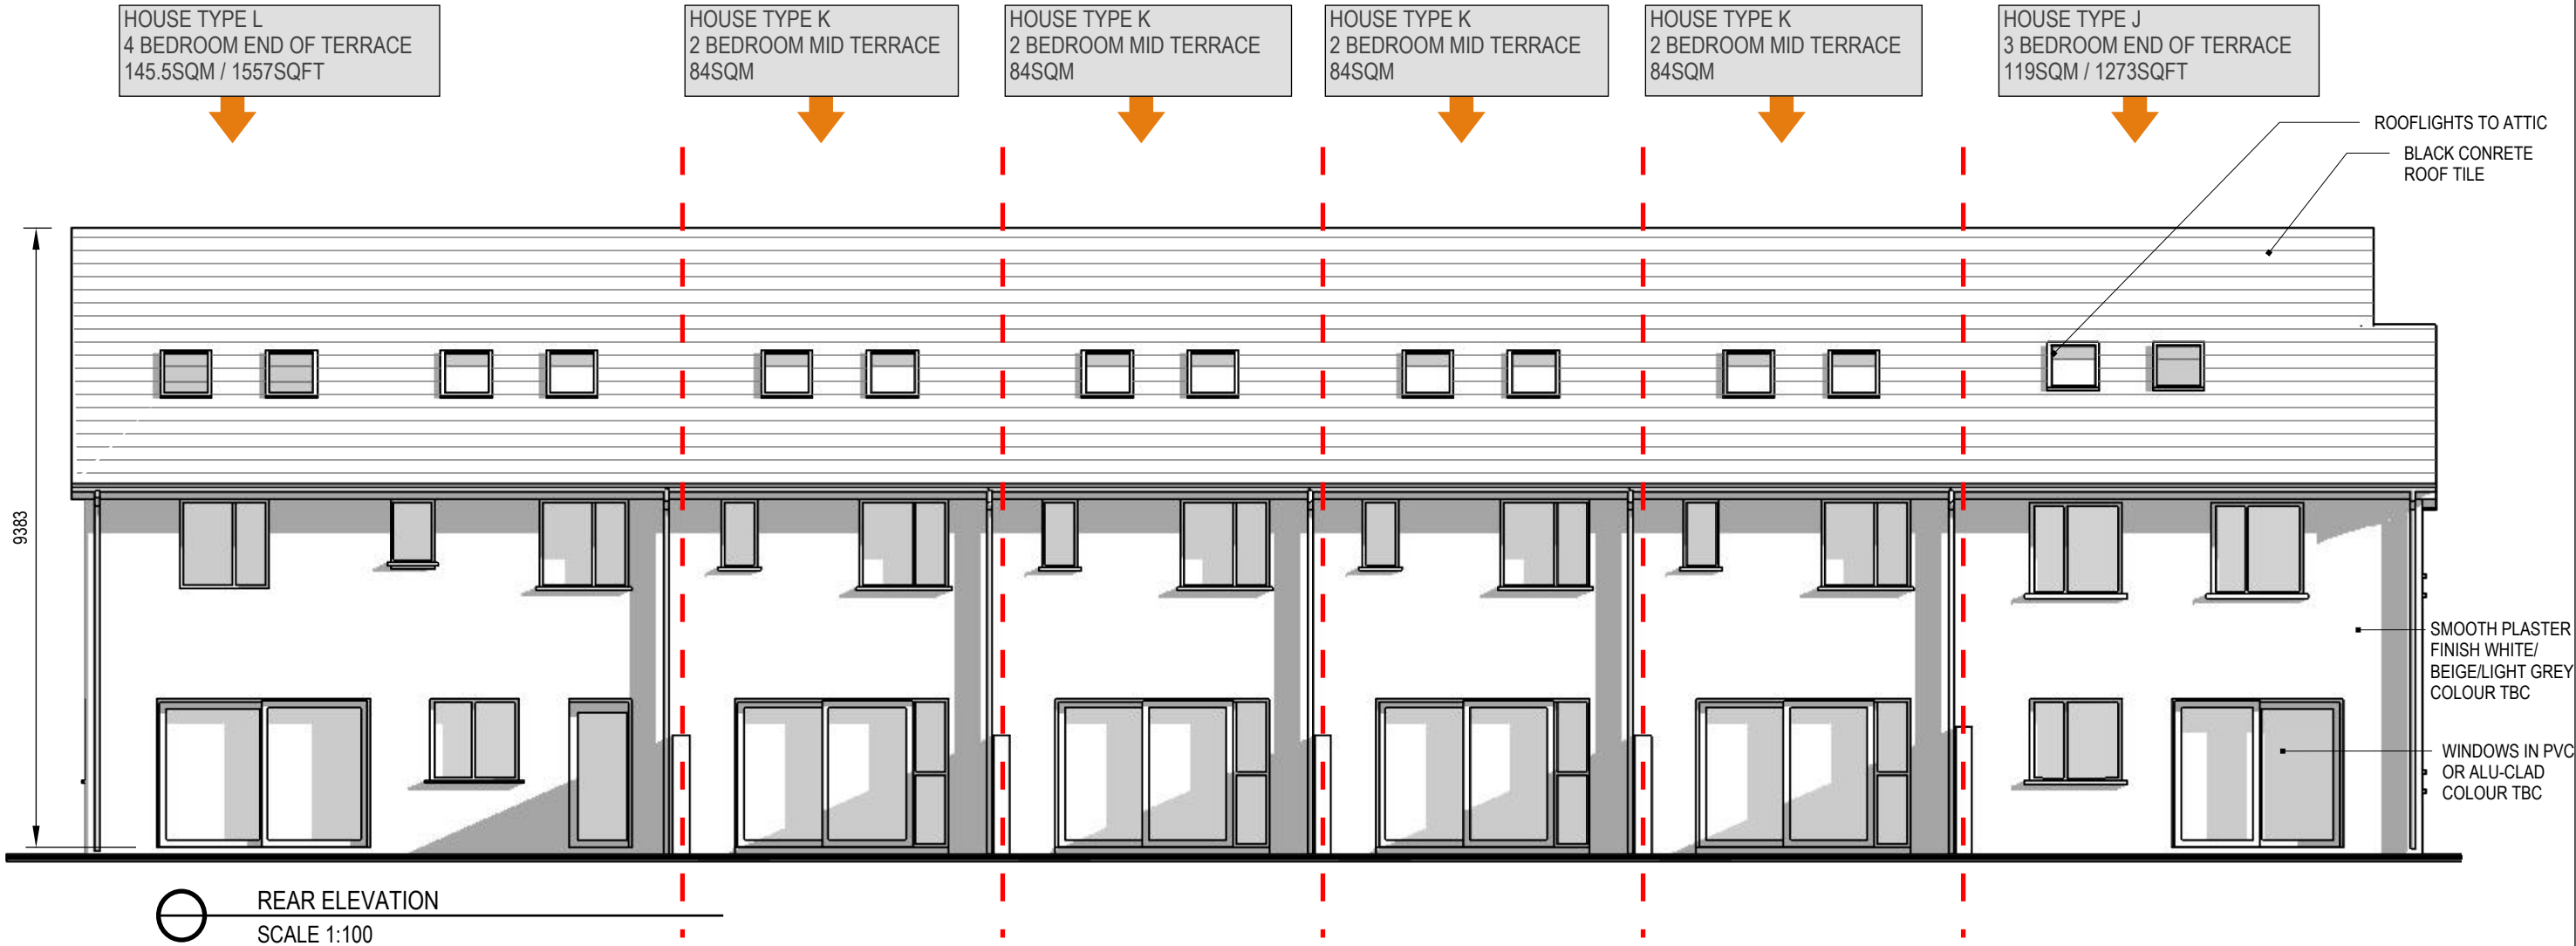 HOUSE TYPE L
4 BEDROOM END OF TERRACE
145.5SQM / 1557SQFT
HOUSE TYPE K
2 BEDROOM MID TERRACE
84SQM
HOUSE TYPE K
2 BEDROOM MID TERRACE
84SQM
HOUSE TYPE K
2 BEDROOM MID TERRACE
84SQM
HOUSE TYPE K
2 BEDROOM MID TERRACE
84SQM
HOUSE TYPE J
3 BEDROOM END OF TERRACE
119SQM / 1273SQFT
ROOFLIGHTS TO ATTIC
BLACK CONRETE
ROOF TILE
9383
SMOOTH PLASTER
FINISH WHITE/
BEIGE/LIGHT GREY
COLOUR TBC
WINDOWS IN PVC
OR ALU-CLAD
COLOUR TBC
REAR ELEVATION
SCALE 1:100